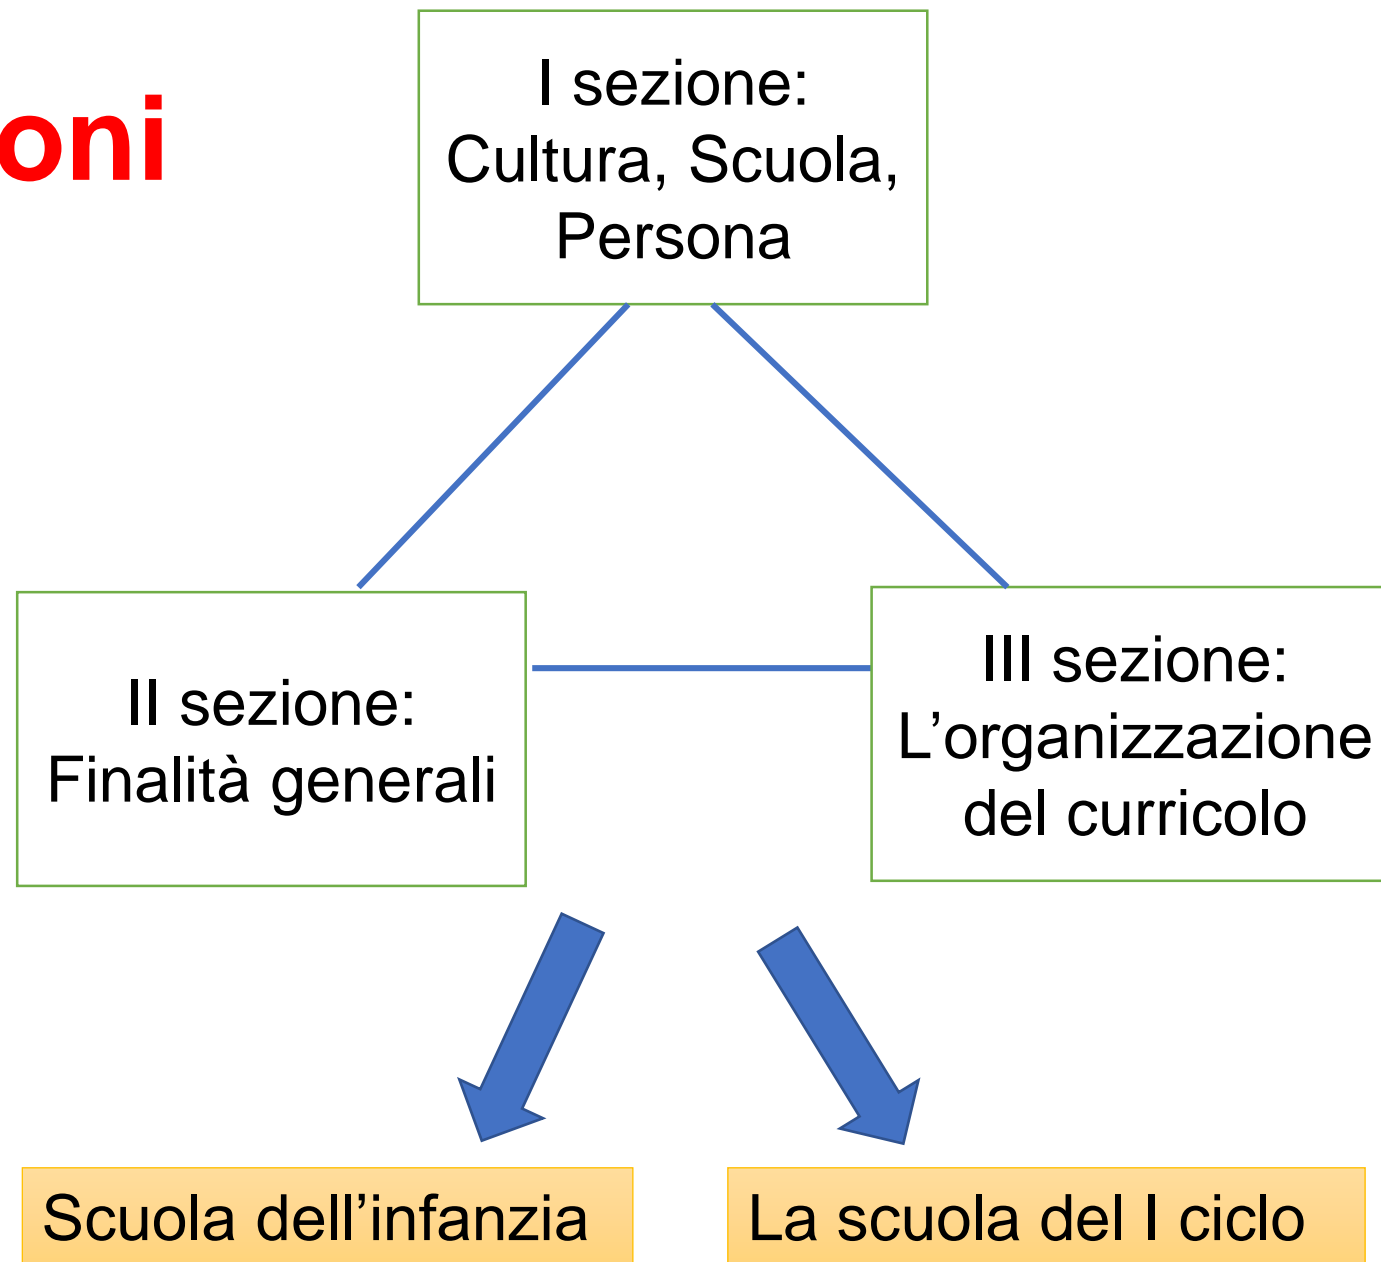 oni
I sezione:
Cultura, Scuola,
Persona
II sezione:
Finalità generali
III sezione:
L’organizzazione
del curricolo
Scuola dell’infanzia
La scuola del I ciclo